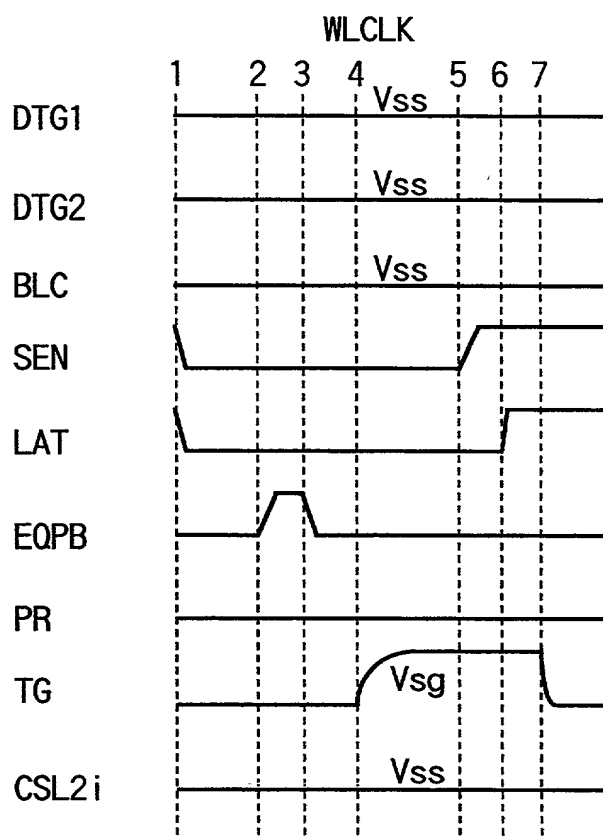 WLCLK
1 2 3 4 5 6 7
DTG1 Vss
DTG2 Vss
BLC Vss
SEN
LAT
EQPB
PR
TG Vsg
CSL2i Vss